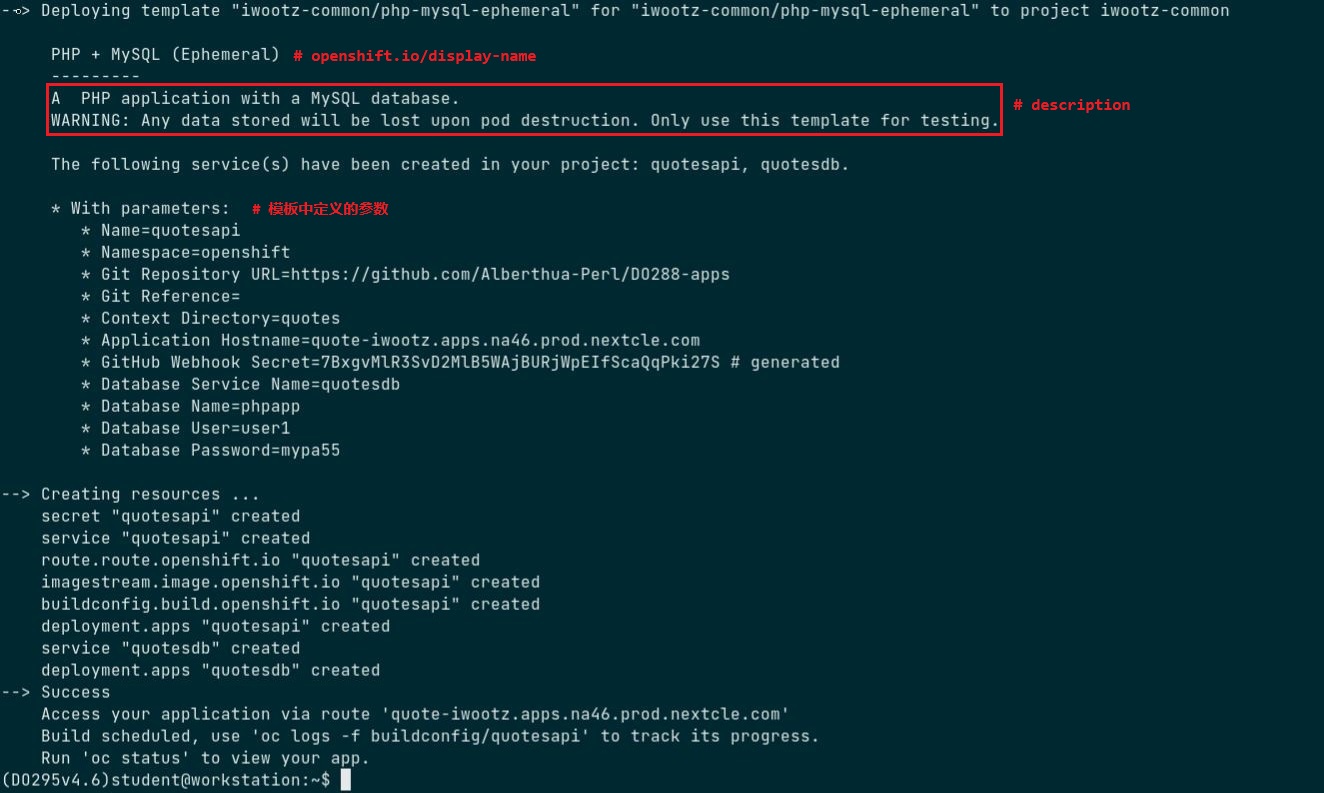 --> Deploying template "iwootz-common/php-mysql-ephemeral" for "iwootz-common/php-mysql-ephemeral" to project iwootz-common
PHP + MySQL (Ephemeral) # openshift.io/display-name
---------
A  PHP application with a MySQL database.
# description
WARNING: Any data stored will be lost upon pod destruction. Only use this template for testing.
The following service(s) have been created in your project: quotesapi, quotesdb.
* With parameters: # 模板中定义的参数
* Name=quotesapi
* Namespace=openshift
* Git Repository URL=https://github.com/Alberthua-Perl/DO288-apps
* Git Reference=
* Context Directory=quotes
* Application Hostname=quote-iwootz.apps.na46.prod.nextcle.com
* GitHub Webhook Secret=7BxgvMlR3SvD2MlB5WAjBURjWpEIfScaQqPki27S # generated
* Database Service Name=quotesdb
* Database Name=phpapp
* Database User=user1
* Database Password=mypa55
--> Creating resources ...
secret "quotesapi" created
service "quotesapi" created
route.route.openshift.io "quotesapi" created
imagestream.image.openshift.io "quotesapi" created
buildconfig.build.openshift.io "quotesapi" created
deployment.apps "quotesapi" created
service "quotesdb" created
deployment.apps "quotesdb" created
--> Success
Access your application via route 'quote-iwootz.apps.na46.prod.nextcle.com'
Build scheduled, use 'oc logs -f buildconfig/quotesapi' to track its progress.
Run 'oc status' to view your app.
(DO295v4.6)student@workstation:~$